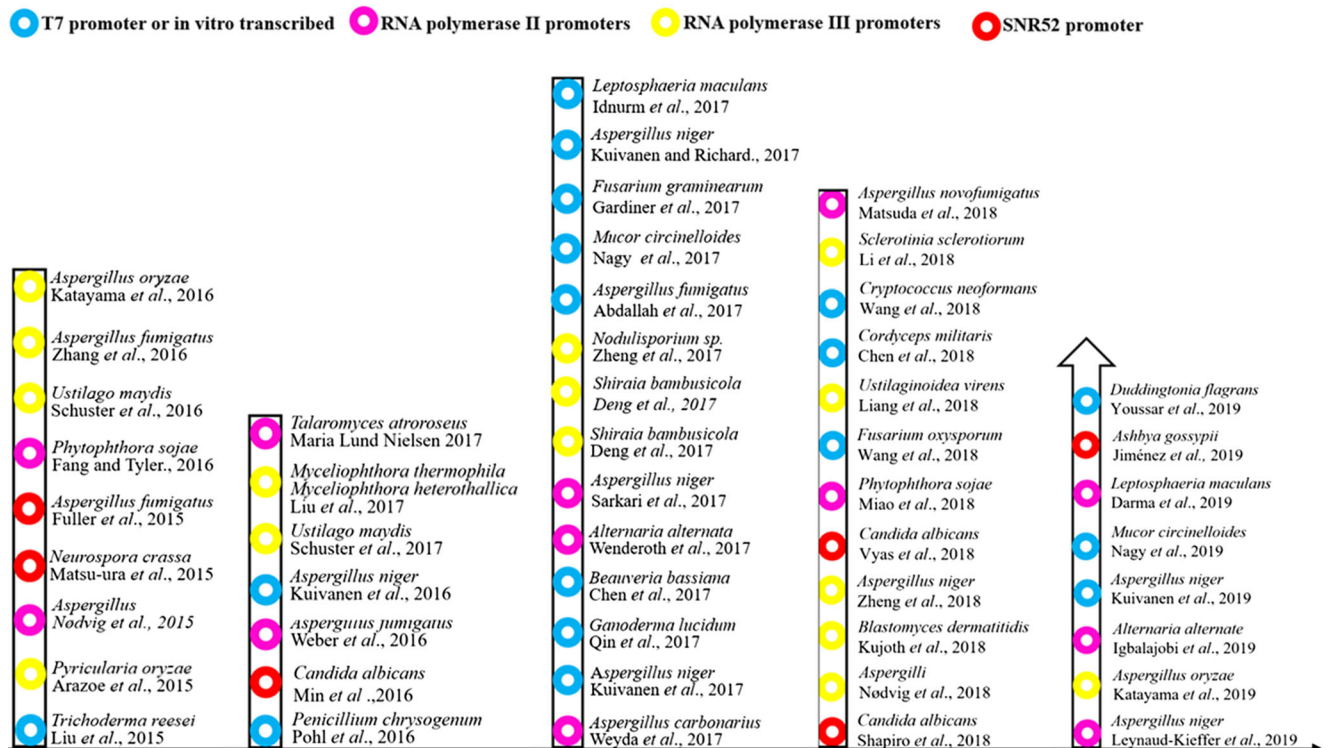 T7 promoter or in vitro transcribed
RNA polymerase II promoters
RNA polymerase III promoters
SNR52 promoter
Aspergillus oryzae
Katayama et al., 2016
Aspergillus fumigatus
Zhang et al., 2016
Ustilago maydis
Schuster et al., 2016
Phytophthora sojae
Fang and Tyler., 2016
Aspergillus fumigatus
Fuller et al., 2015
Neurospora crassa
Matsu-ura et al., 2015
Aspergillus
Nødvig et al., 2015
Pyricularia oryzae
Arazoe et al., 2015
Trichoderma reesei
Liu et al., 2015
Talaromyces atroroseus
Maria Lund Nielsen 2017
Myceliophthora thermophila
Myceliophthora heterothallica
Liu et al., 2017
Ustilago maydis
Schuster et al., 2017
Aspergillus niger
Kuivanen et al., 2016
Aspergillus fumigatus
Weber et al., 2016
Candida albicans
Min et al .,2016
Penicillium chrysogenum
Pohl et al., 2016
Leptosphaeria maculans
Idnurm et al., 2017
Aspergillus niger
Kuivanen and Richard., 2017
Fusarium graminearum
Gardiner et al., 2017
Mucor circinelloides
Nagy et al., 2017
Aspergillus fumigatus
Abdallah et al., 2017
Nodulisporium sp.
Zheng et al., 2017
Shiraia bambusicola
Deng et al., 2017
Shiraia bambusicola
Deng et al., 2017
Aspergillus niger
Sarkari et al., 2017
Alternaria alternata
Wenderoth et al., 2017
Beauveria bassiana
Chen et al., 2017
Ganoderma lucidum
Qin et al., 2017
Aspergillus niger
Kuivanen et al., 2017
Aspergillus carbonarius
Weyda et al., 2017
Aspergillus novofumigatus
Matsuda et al., 2018
Sclerotinia sclerotiorum
Li et al., 2018
Cryptococcus neoformans
Wang et al., 2018
Cordyceps militaris
Chen et al., 2018
Ustilaginoidea virens
Liang et al., 2018
Fusarium oxysporum
Wang et al., 2018
Phytophthora sojae
Miao et al., 2018
Candida albicans
Vyas et al., 2018
Aspergillus niger
Zheng et al., 2018
Blastomyces dermatitidis
Kujoth et al., 2018
Aspergilli
Nødvig et al., 2018
Candida albicans
Shapiro et al., 2018
Duddingtonia flagrans
Youssar et al., 2019
Ashbya gossypii
Jiménez et al., 2019
Leptosphaeria maculans
Darma et al., 2019
Mucor circinelloides
Nagy et al., 2019
Aspergillus niger
Kuivanen et al., 2019
Alternaria alternate
Igbalajobi et al., 2019
Aspergillus oryzae
Katayama et al., 2019
Aspergillus niger
Leynaud-Kieffer et al., 2019